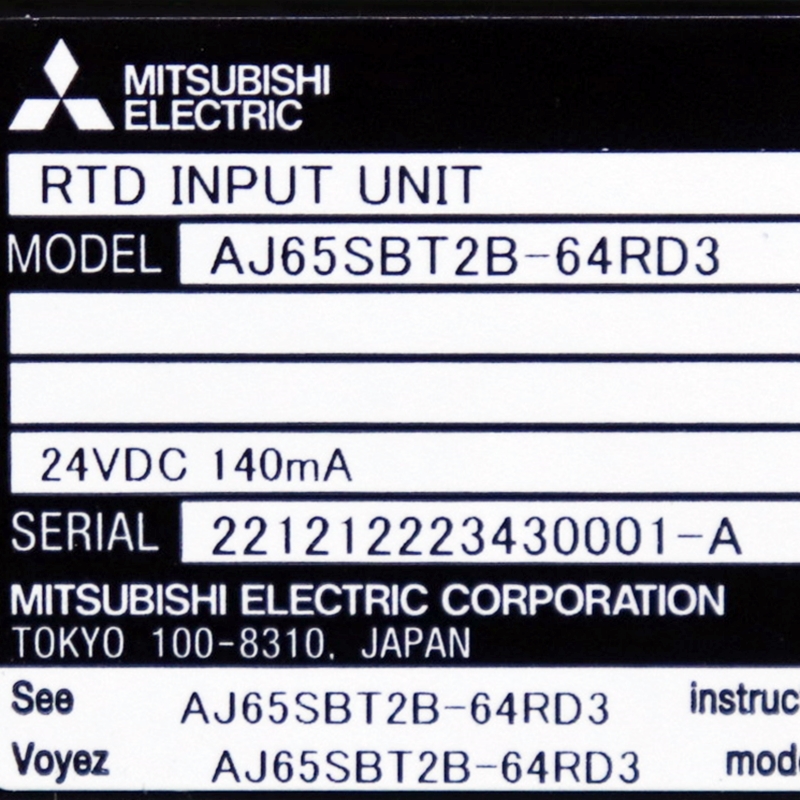 MITSUBISHI
ELECTRIC
RTD INPUT UNIT
MODEL AJ65SBT2B-64RD3
24VDC 140mA
SERIAL 221212223430001-A
MITSUBISHI ELECTRIC CORPORATION
TOKYO 100-8310, JAPAN
See AJ65SBT2B-64RD3 instruc
Voyez AJ65SBT2B-64RD3 mode